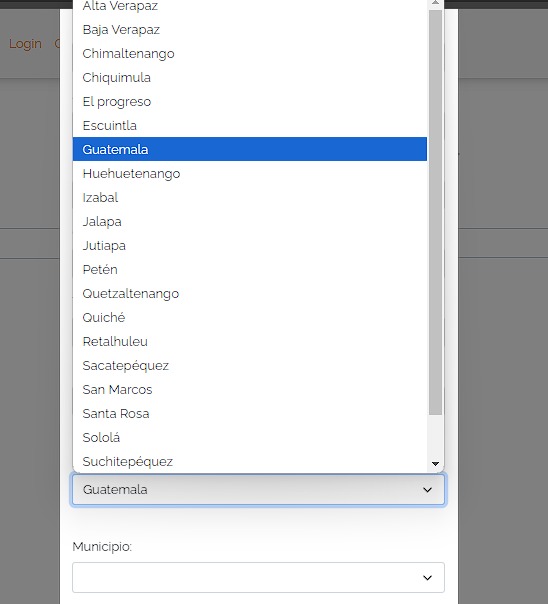 Alta Verapaz
Baja Verapaz
Login
Chimaltenango
Chiquimula
El progreso
Escuintla
Guatemala
Huehuetenango
Izabal
Jalapa
Jutiapa
Petén
Quetzaltenango
Quiché
Retalhuleu
Sacatepéquez
San Marcos
Santa Rosa
Sololá
Suchitepéquez
Guatemala
Municipio: